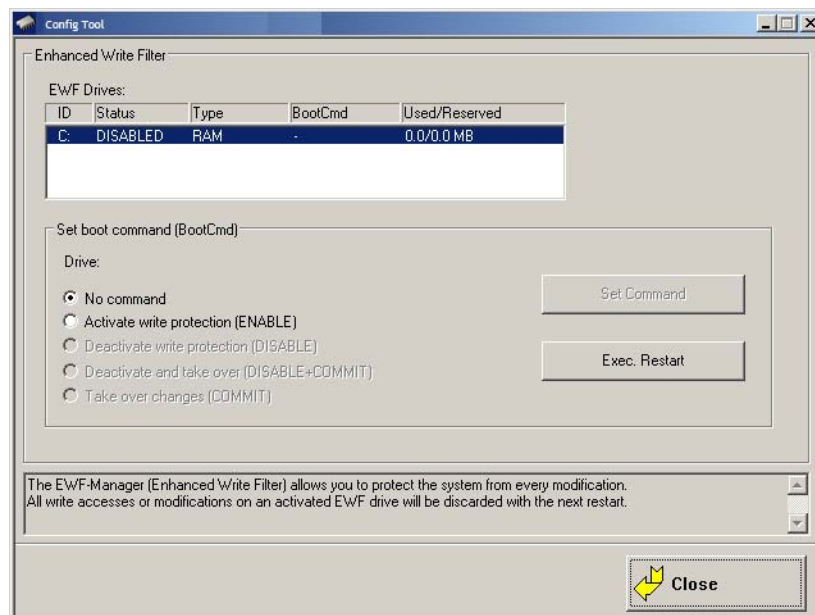 Config Tool
Enhanced Write Filter
EWF Drives:
ID Status Type BootCmd Used/Reserved
C: DISABLED RAM - 0.0/0.0 MB
Set boot command (BootCmd)
Drive:
No command
Set Command
Activate write protection (ENABLE)
Deactivate write protection (DISABLE)
Exec. Restart
Deactivate and take over (DISABLE+COMMIT)
Take over changes (COMMIT)
The EWF-Manager (Enhanced Write Filter) allows you to protect the system from every modification.
All write accesses or modifications on an activated EWF drive will be discarded with the next restart.
Close